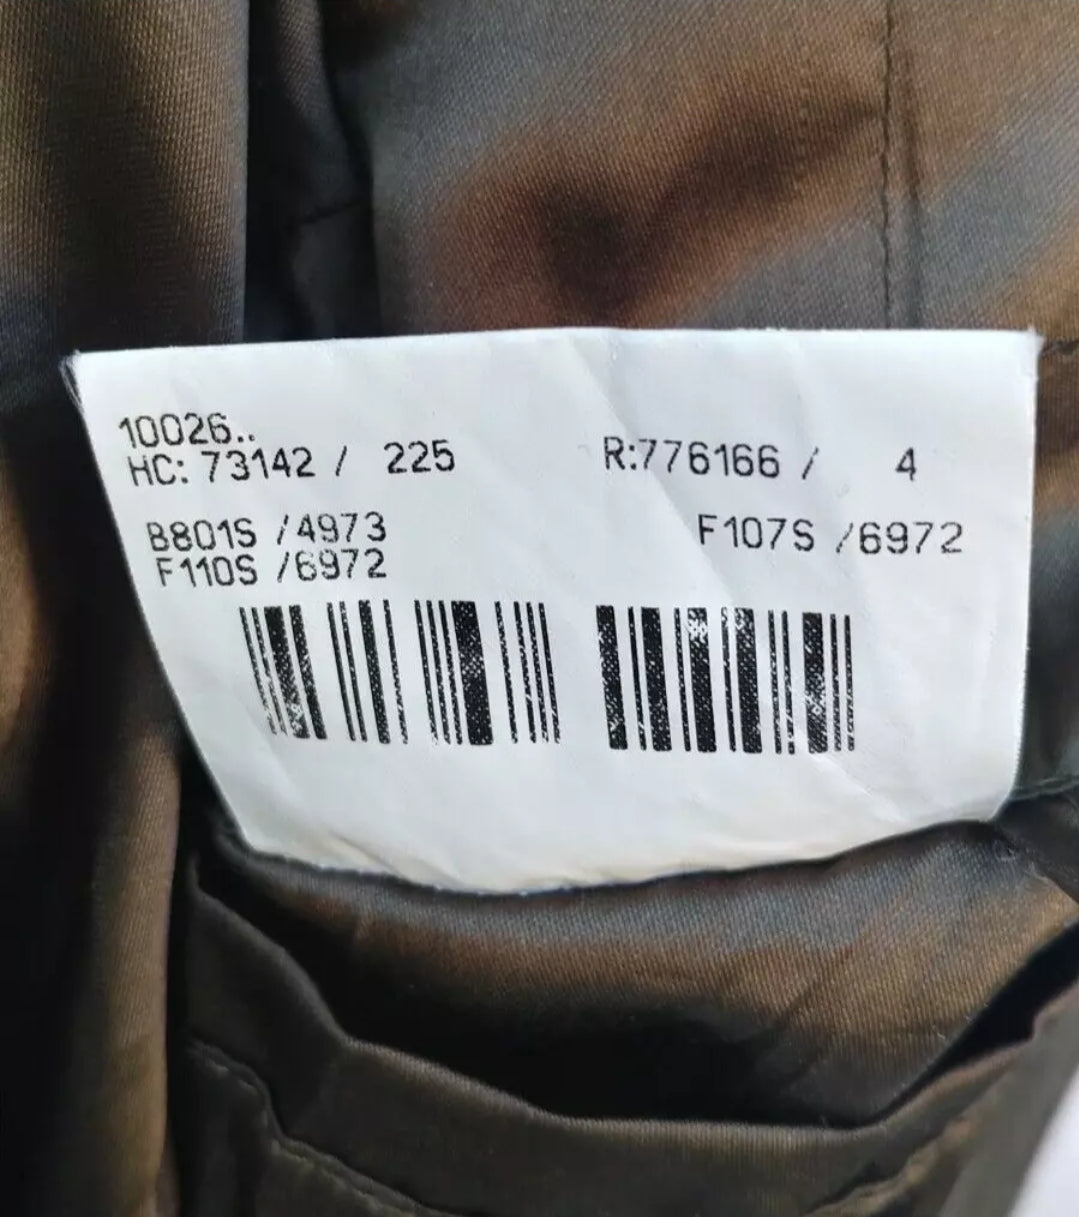 10026..
HC: 73142 / 225 R:776166 / 4
B801S /4973 F107S /6972
F110S /6972